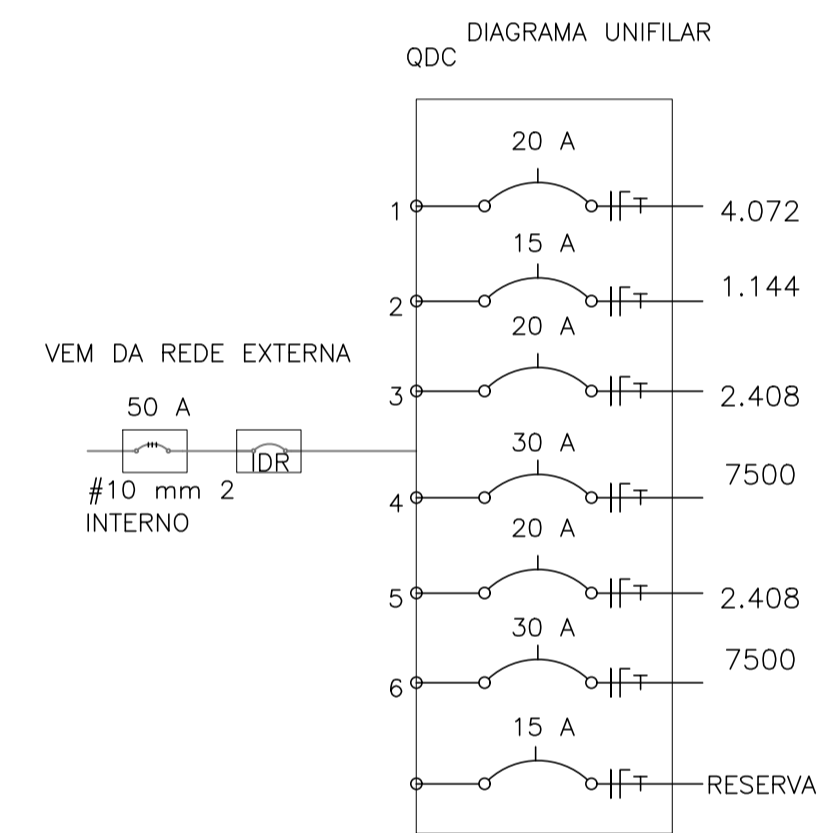 DIAGRAMA UNIFILAR
QDC
20 A
1
4.072
15 A
2
1.144
20 A
3
2.408
VEM DA REDE EXTERNA
50 A
IDR
#10 mm 2
INTERNO
30 A
4
7500
20 A
5
2.408
30 A
6
7500
15 A
RESERVA